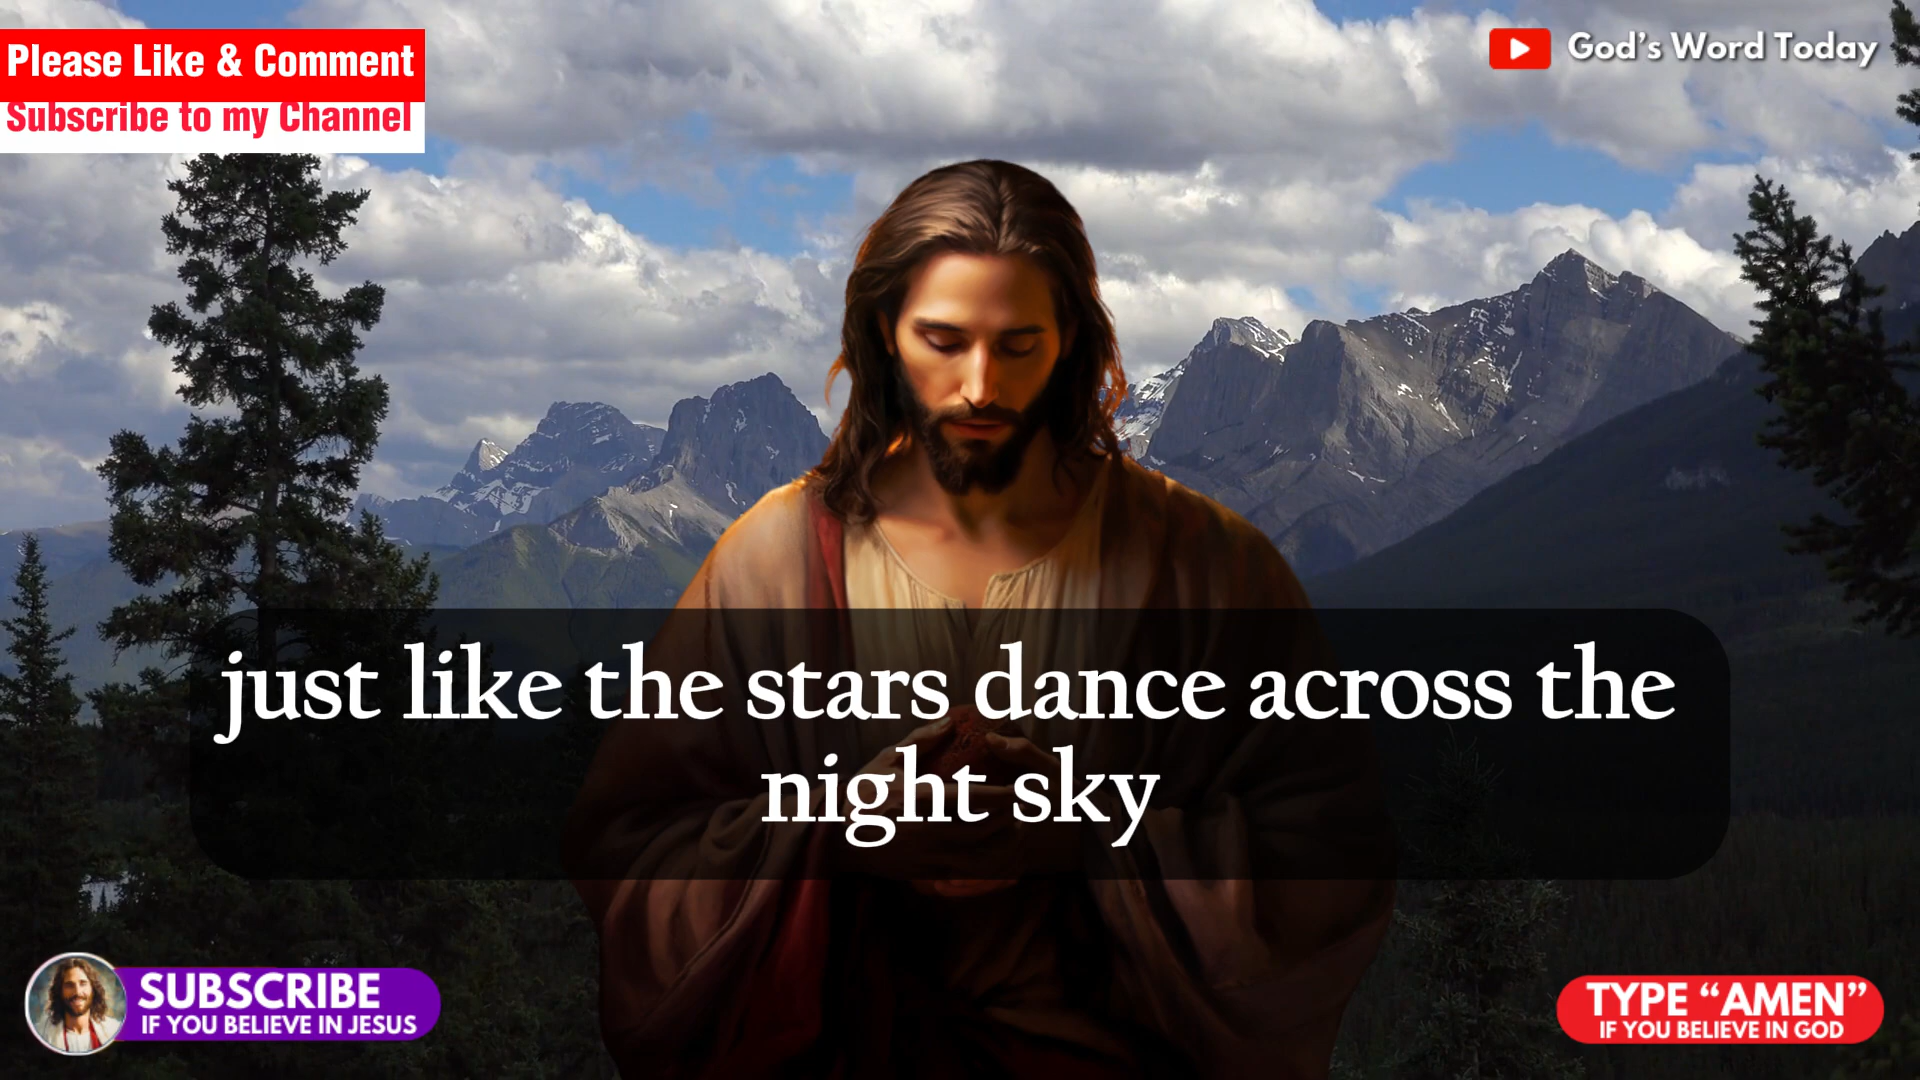 Please Like & Comment
Subscribe to my Channel
God's Word Today
just like the stars dance across the
night sky
SUBSCRIBE
IF YOU BELIEVE IN JESUS
TYPE “AMEN”
IF YOU BELIEVE IN GOD